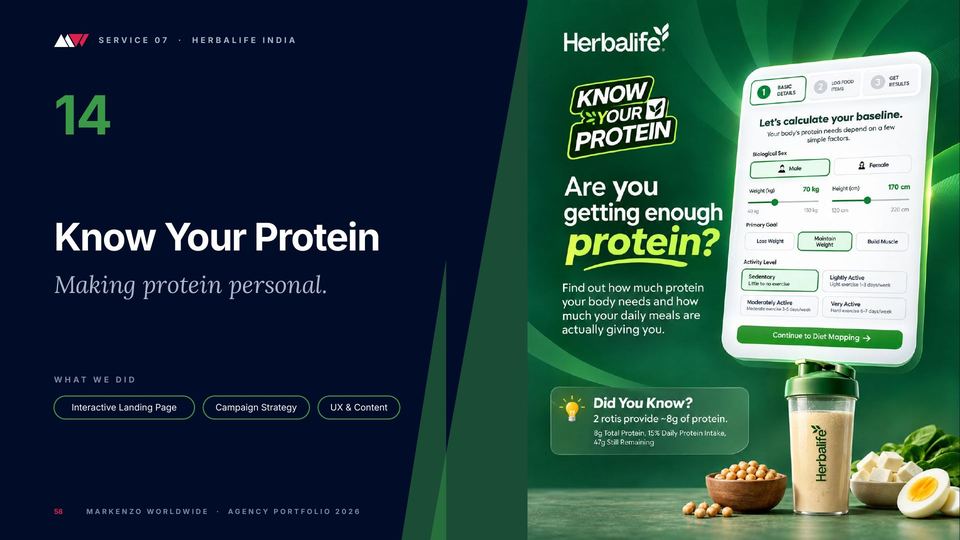 SERVICE 07 · HERBALIFE INDIA
14
Know Your Protein
Making protein personal.
WHAT WE DID
Interactive Landing Page
Campaign Strategy
UX & Content
58
MARKENZO WORLDWIDE · AGENCY PORTFOLIO 2026
Herbalife
KNOW
YOUR
PROTEIN
Are you
getting enough
protein?
Find out how much protein
your body needs and how
much your daily meals are
actually giving you.
Did You Know?
2 rotis provide ~8g of protein.
8g Total Protein, 15% Daily Protein Intake,
47g Still Remaining
1 BASIC DETAILS
2 LOG FOOD ITEMS
3 GET RESULTS
Let's calculate your baseline.
Your body's protein needs depend on a few
simple factors.
Biological Sex
Male
Female
Weight (kg) 70 kg
Height (cm) 170 cm
40 kg 130 kg
120 cm 220 cm
Primary Goal
Lose Weight
Maintain
Weight
Build Muscle
Activity Level
Sedentary
Little to no exercise
Lightly Active
Light exercise 1-3 days/week
Moderately Active
Moderate exercise 3-5 days/week
Very Active
Hard exercise 6-7 days/week
Continue to Diet Mapping →
Herbalife